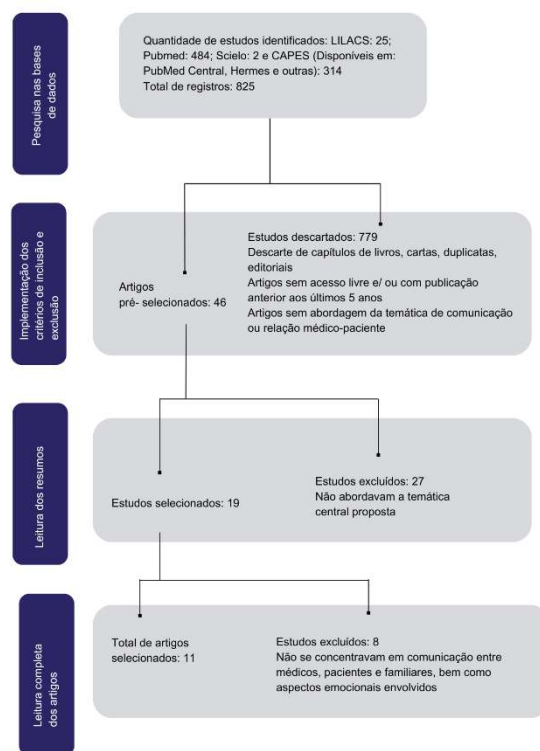 Pesquisa nas bases
de dados
Quantidade de estudos identificados: LILACS: 25;
Pubmed: 484; Scielo: 2 e CAPES (Disponíveis em:
PubMed Central, Hermes e outras): 314
Total de registros: 825
Implementação dos
critérios de inclusão e
exclusão
Artigos
pré- selecionados: 46
Estudos descartados: 779
Descarte de capítulos de livros, cartas, duplicatas,
editoriais
Artigos sem acesso livre e/ ou com publicação
anterior aos últimos 5 anos
Artigos sem abordagem da temática de comunicação
ou relação médico-paciente
Leitura dos resumos
Estudos selecionados: 19
Estudos excluídos: 27
Não abordavam a temática
central proposta
Leitura completa
dos artigos
Total de artigos
selecionados: 11
Estudos excluídos: 8
Não se concentravam em comunicação entre
médicos, pacientes e familiares, bem como
aspectos emocionais envolvidos